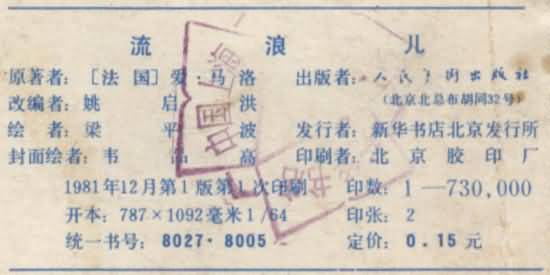 流浪儿
原著者：〔法国〕爱·马洛 出版者：人民美术出版社
改编者：姚启洪 （北京北总布胡同32号）
绘者：梁平波 发行者：新华书店北京发行所
封面绘者：韦 高 印刷者：北京胶印厂
1981年12月第1版第1次印刷 印数：1—730,000
开本：787×1092毫米1/64 印张：2
统一书号：8027·8005 定价：0.15元
中国上海
书店